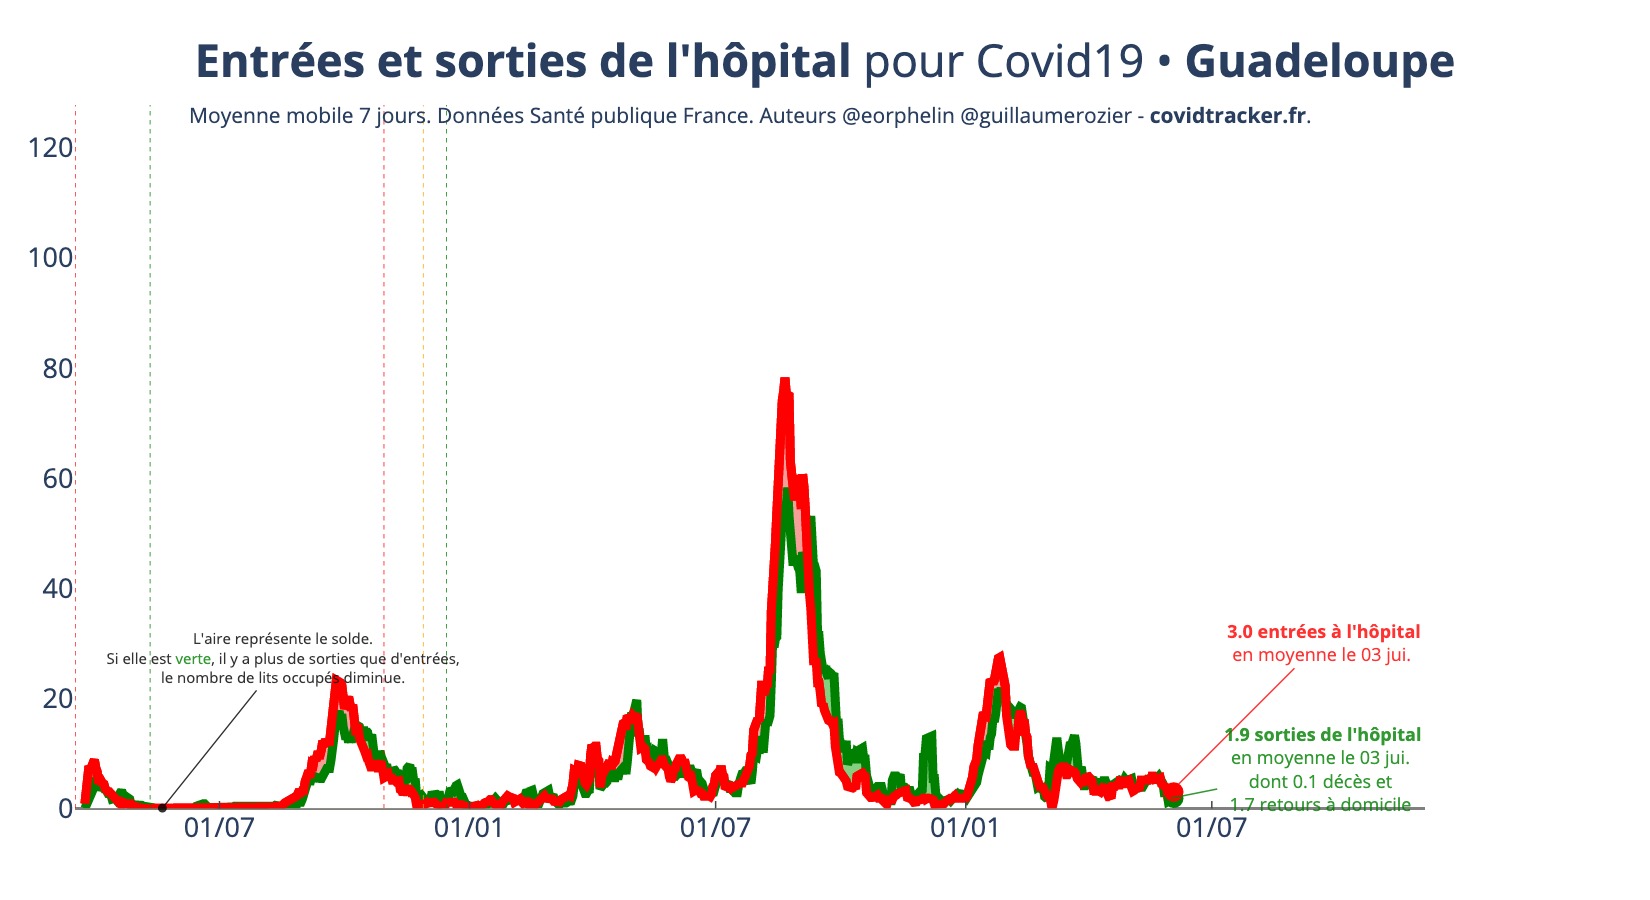 Entrées et sorties de l'hôpital pour Covid19 • Guadeloupe
Moyenne mobile 7 jours. Données Santé publique France. Auteurs @eorphelin @guillaumerozier - covidtracker.fr.
120
100
80
60
40
20
0
L'aire représente le solde.
Si elle est verte, il y a plus de sorties que d'entrées,
le nombre de lits occupés diminue.
3.0 entrées à l'hôpital
en moyenne le 03 jui.
1.9 sorties de l'hôpital
en moyenne le 03 jui.
dont 0.1 décès et
1.7 retours à domicile
01/07
01/01
01/07
01/01
01/07